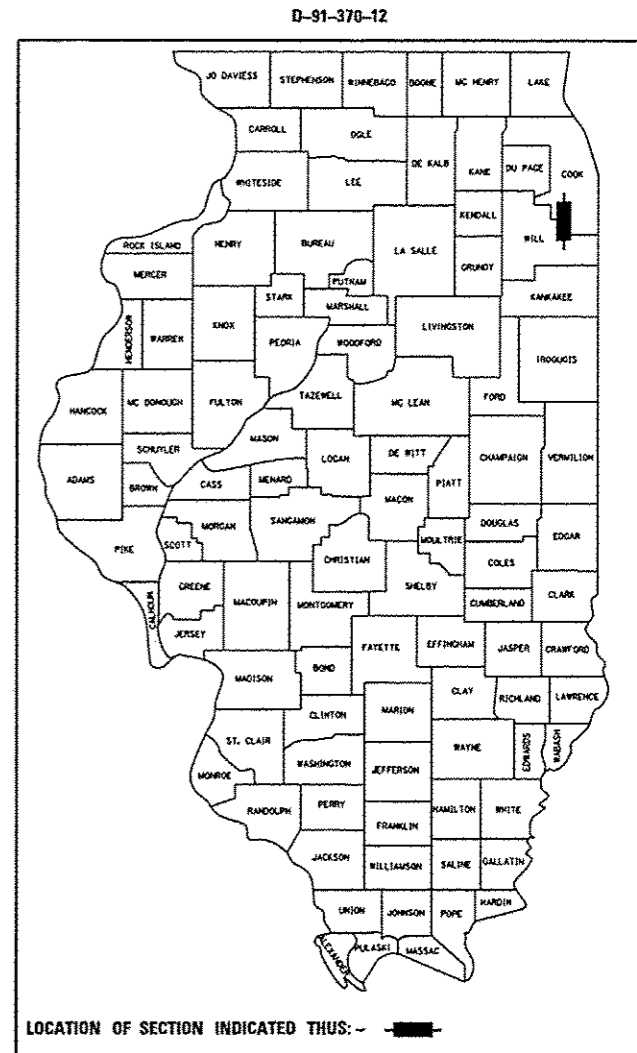 D-91-370-12
JO DAVIESS STEPHENSON WINNEBAGO BOONE MC HENRY LAKE
CARROLL OGLE
DE KALB KANE DU PAGE COOK
WHITESIDE LEE
KENDALL WILL
ROCK ISLAND HENRY BUREAU LA SALLE GRUNDY
MERCER PUTNAM
STARK MARSHALL KANKAKEE
HENDERSON WARREN KNOX PEORIA WOODFORD LIVINGSTON
IROQUOIS
HANCOCK MC DONOUGH FULTON TAZEWELL MC LEAN FORD
SCHUYLER MASON LOGAN DE WITT CHAMPAIGN VERMILION
ADAMS BROWN CASS MENARD PIATT
MACON
MORGAN SANGAMON MOULTRIE DOUGLAS EDGAR
PIKE SCOTT CHRISTIAN COLES
GREENE SHELBY
CALHOUN MACOUPIN MONTGOMERY CUMBERLAND CLARK
JERSEY
FAYETTE EFFINGHAM JASPER CRAWFORD
MADISON BOND CLAY
RICHLAND LAWRENCE
CLINTON MARION
ST. CLAIR WAYNE EDWARDS WABASH
WASHINGTON JEFFERSON
MONROE
RANDOLPH PERRY HAMILTON WHITE
FRANKLIN
JACKSON WILLIAMSON SALINE GALLATIN
UNION JOHNSON POPE HARDIN
ALEXANDER PULASKI MASSAC
LOCATION OF SECTION INDICATED THUS: -